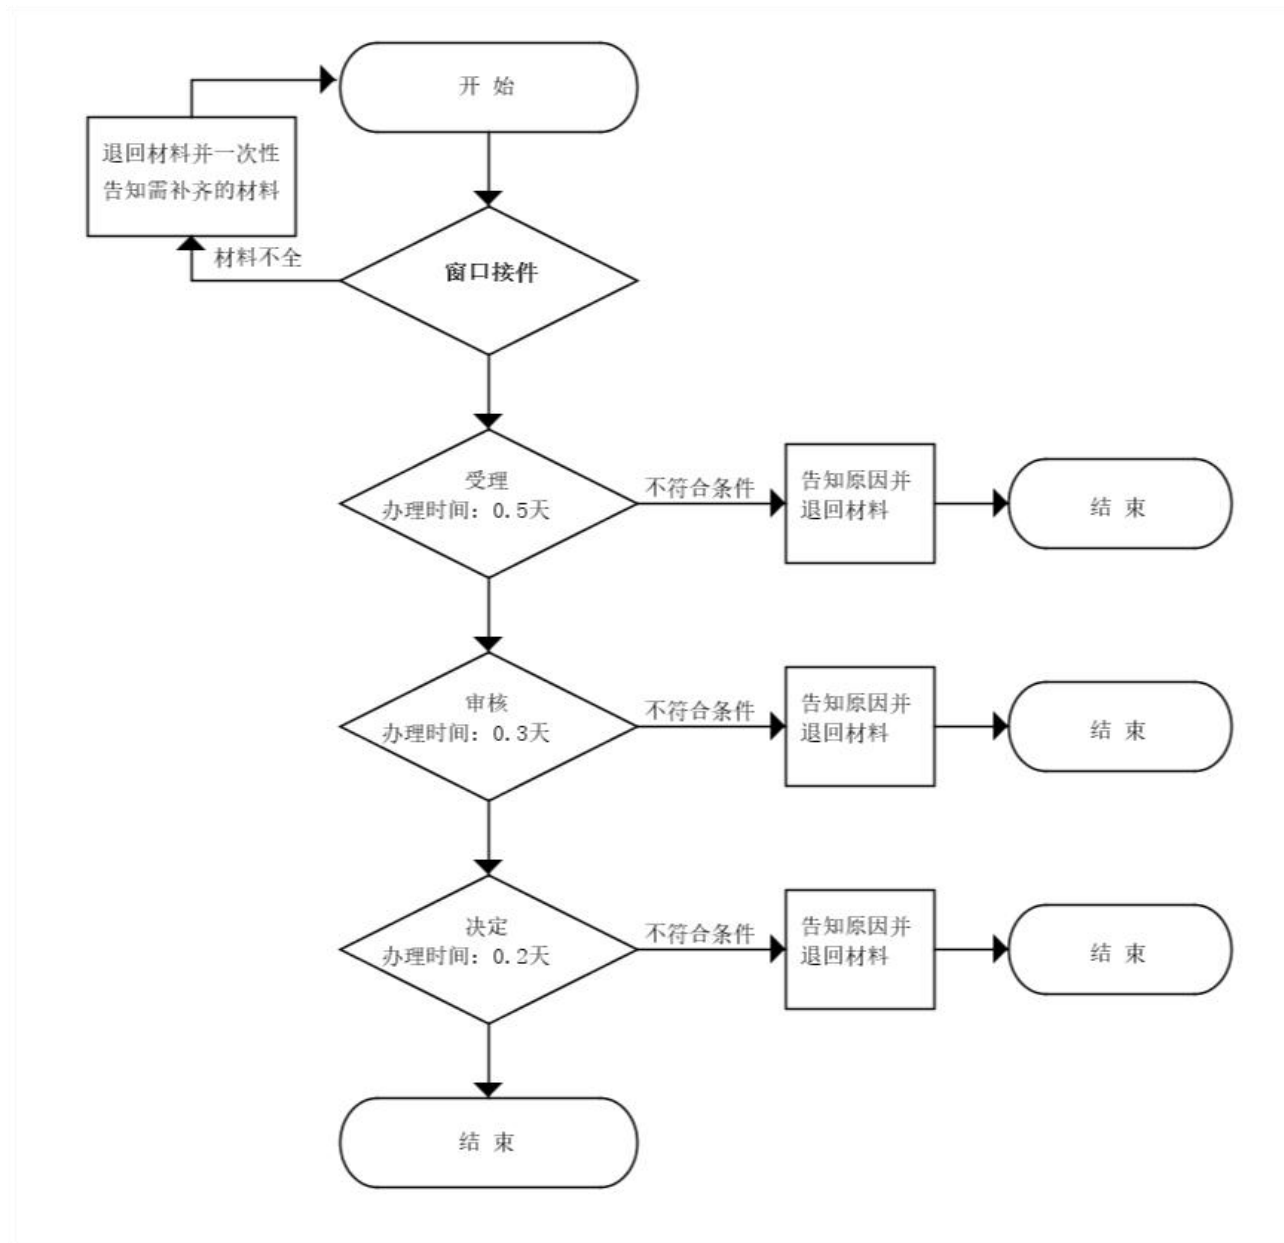 开 始
退回材料并一次性
告知需补齐的材料
材料不全
窗口接件
受理
办理时间：0.5天
不符合条件
告知原因并
退回材料
结 束
审核
办理时间：0.3天
不符合条件
告知原因并
退回材料
结 束
决定
办理时间：0.2天
不符合条件
告知原因并
退回材料
结 束
结 束